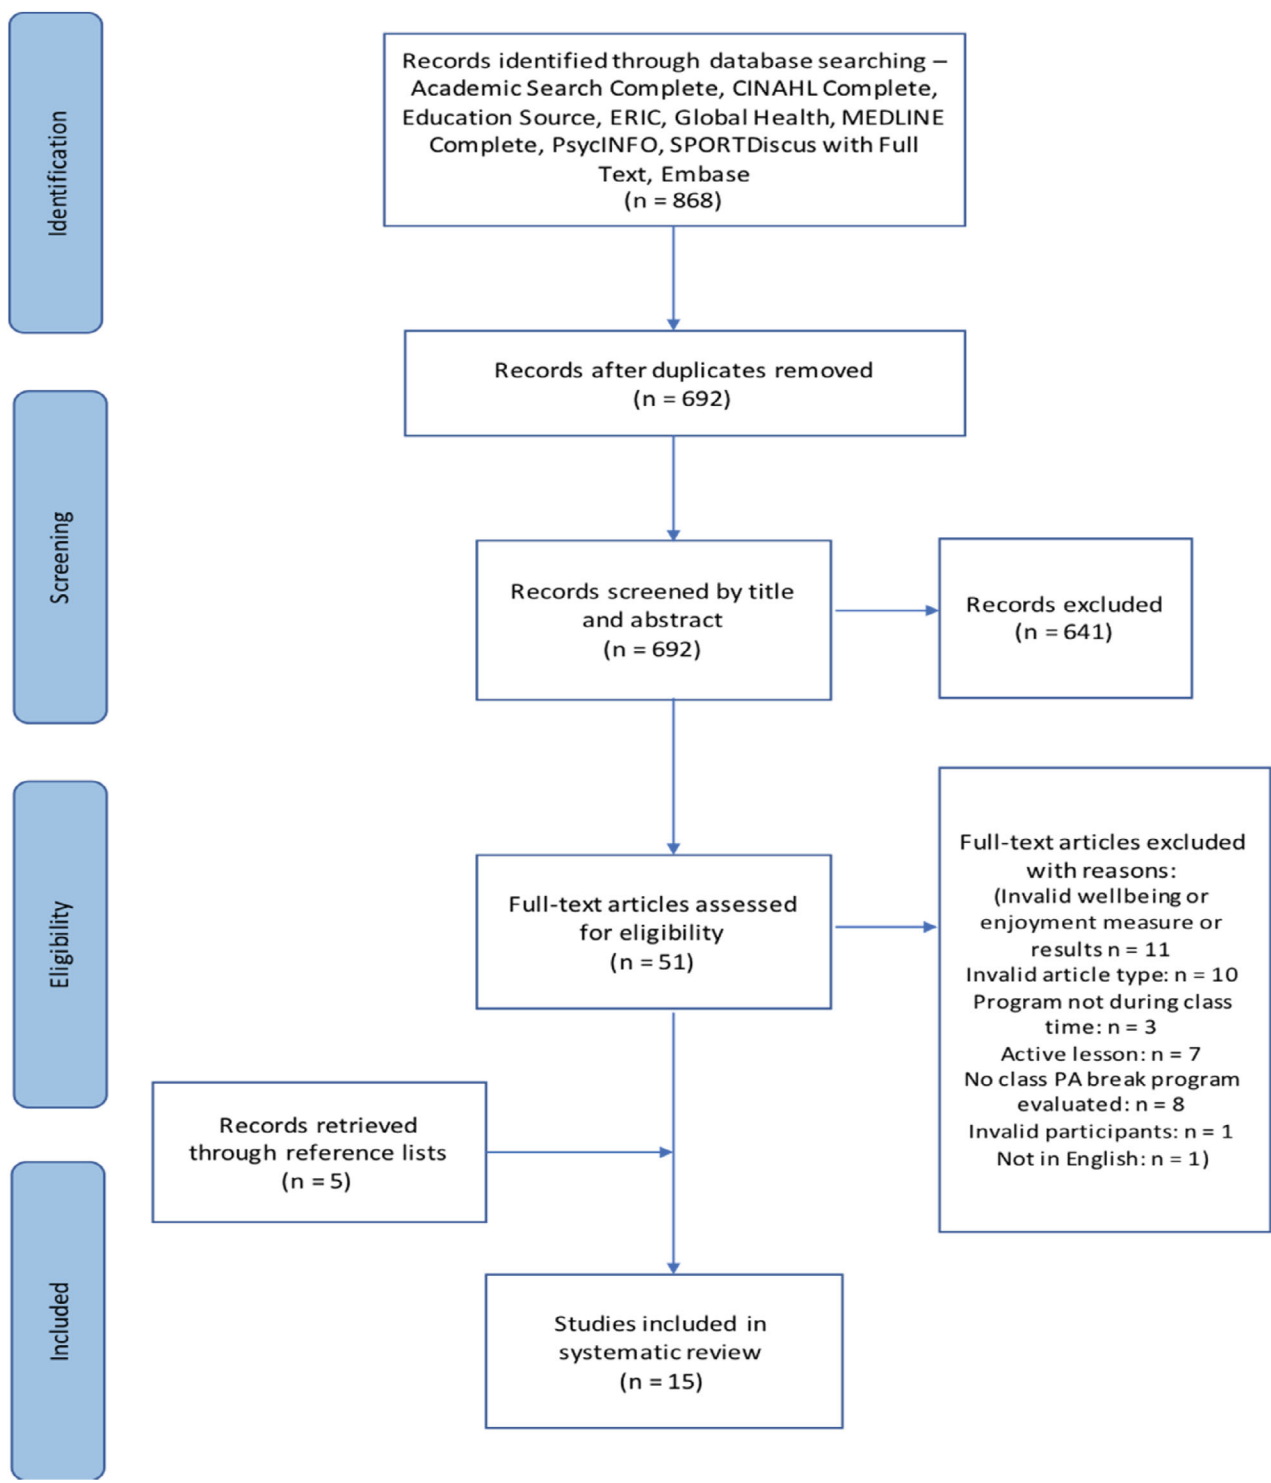 Identification
Records identified through database searching –
Academic Search Complete, CINAHL Complete,
Education Source, ERIC, Global Health, MEDLINE
Complete, PsycINFO, SPORTDiscus with Full
Text, Embase
(n = 868)
Records after duplicates removed
(n = 692)
Screening
Records screened by title
and abstract
(n = 692)
Records excluded
(n = 641)
Eligibility
Full-text articles assessed
for eligibility
(n = 51)
Full-text articles excluded
with reasons:
(Invalid wellbeing or
enjoyment measure or
results n = 11
Invalid article type: n = 10
Program not during class
time: n = 3
Active lesson: n = 7
No class PA break program
evaluated: n = 8
Invalid participants: n = 1
Not in English: n = 1)
Records retrieved
through reference lists
(n = 5)
Included
Studies included in
systematic review
(n = 15)